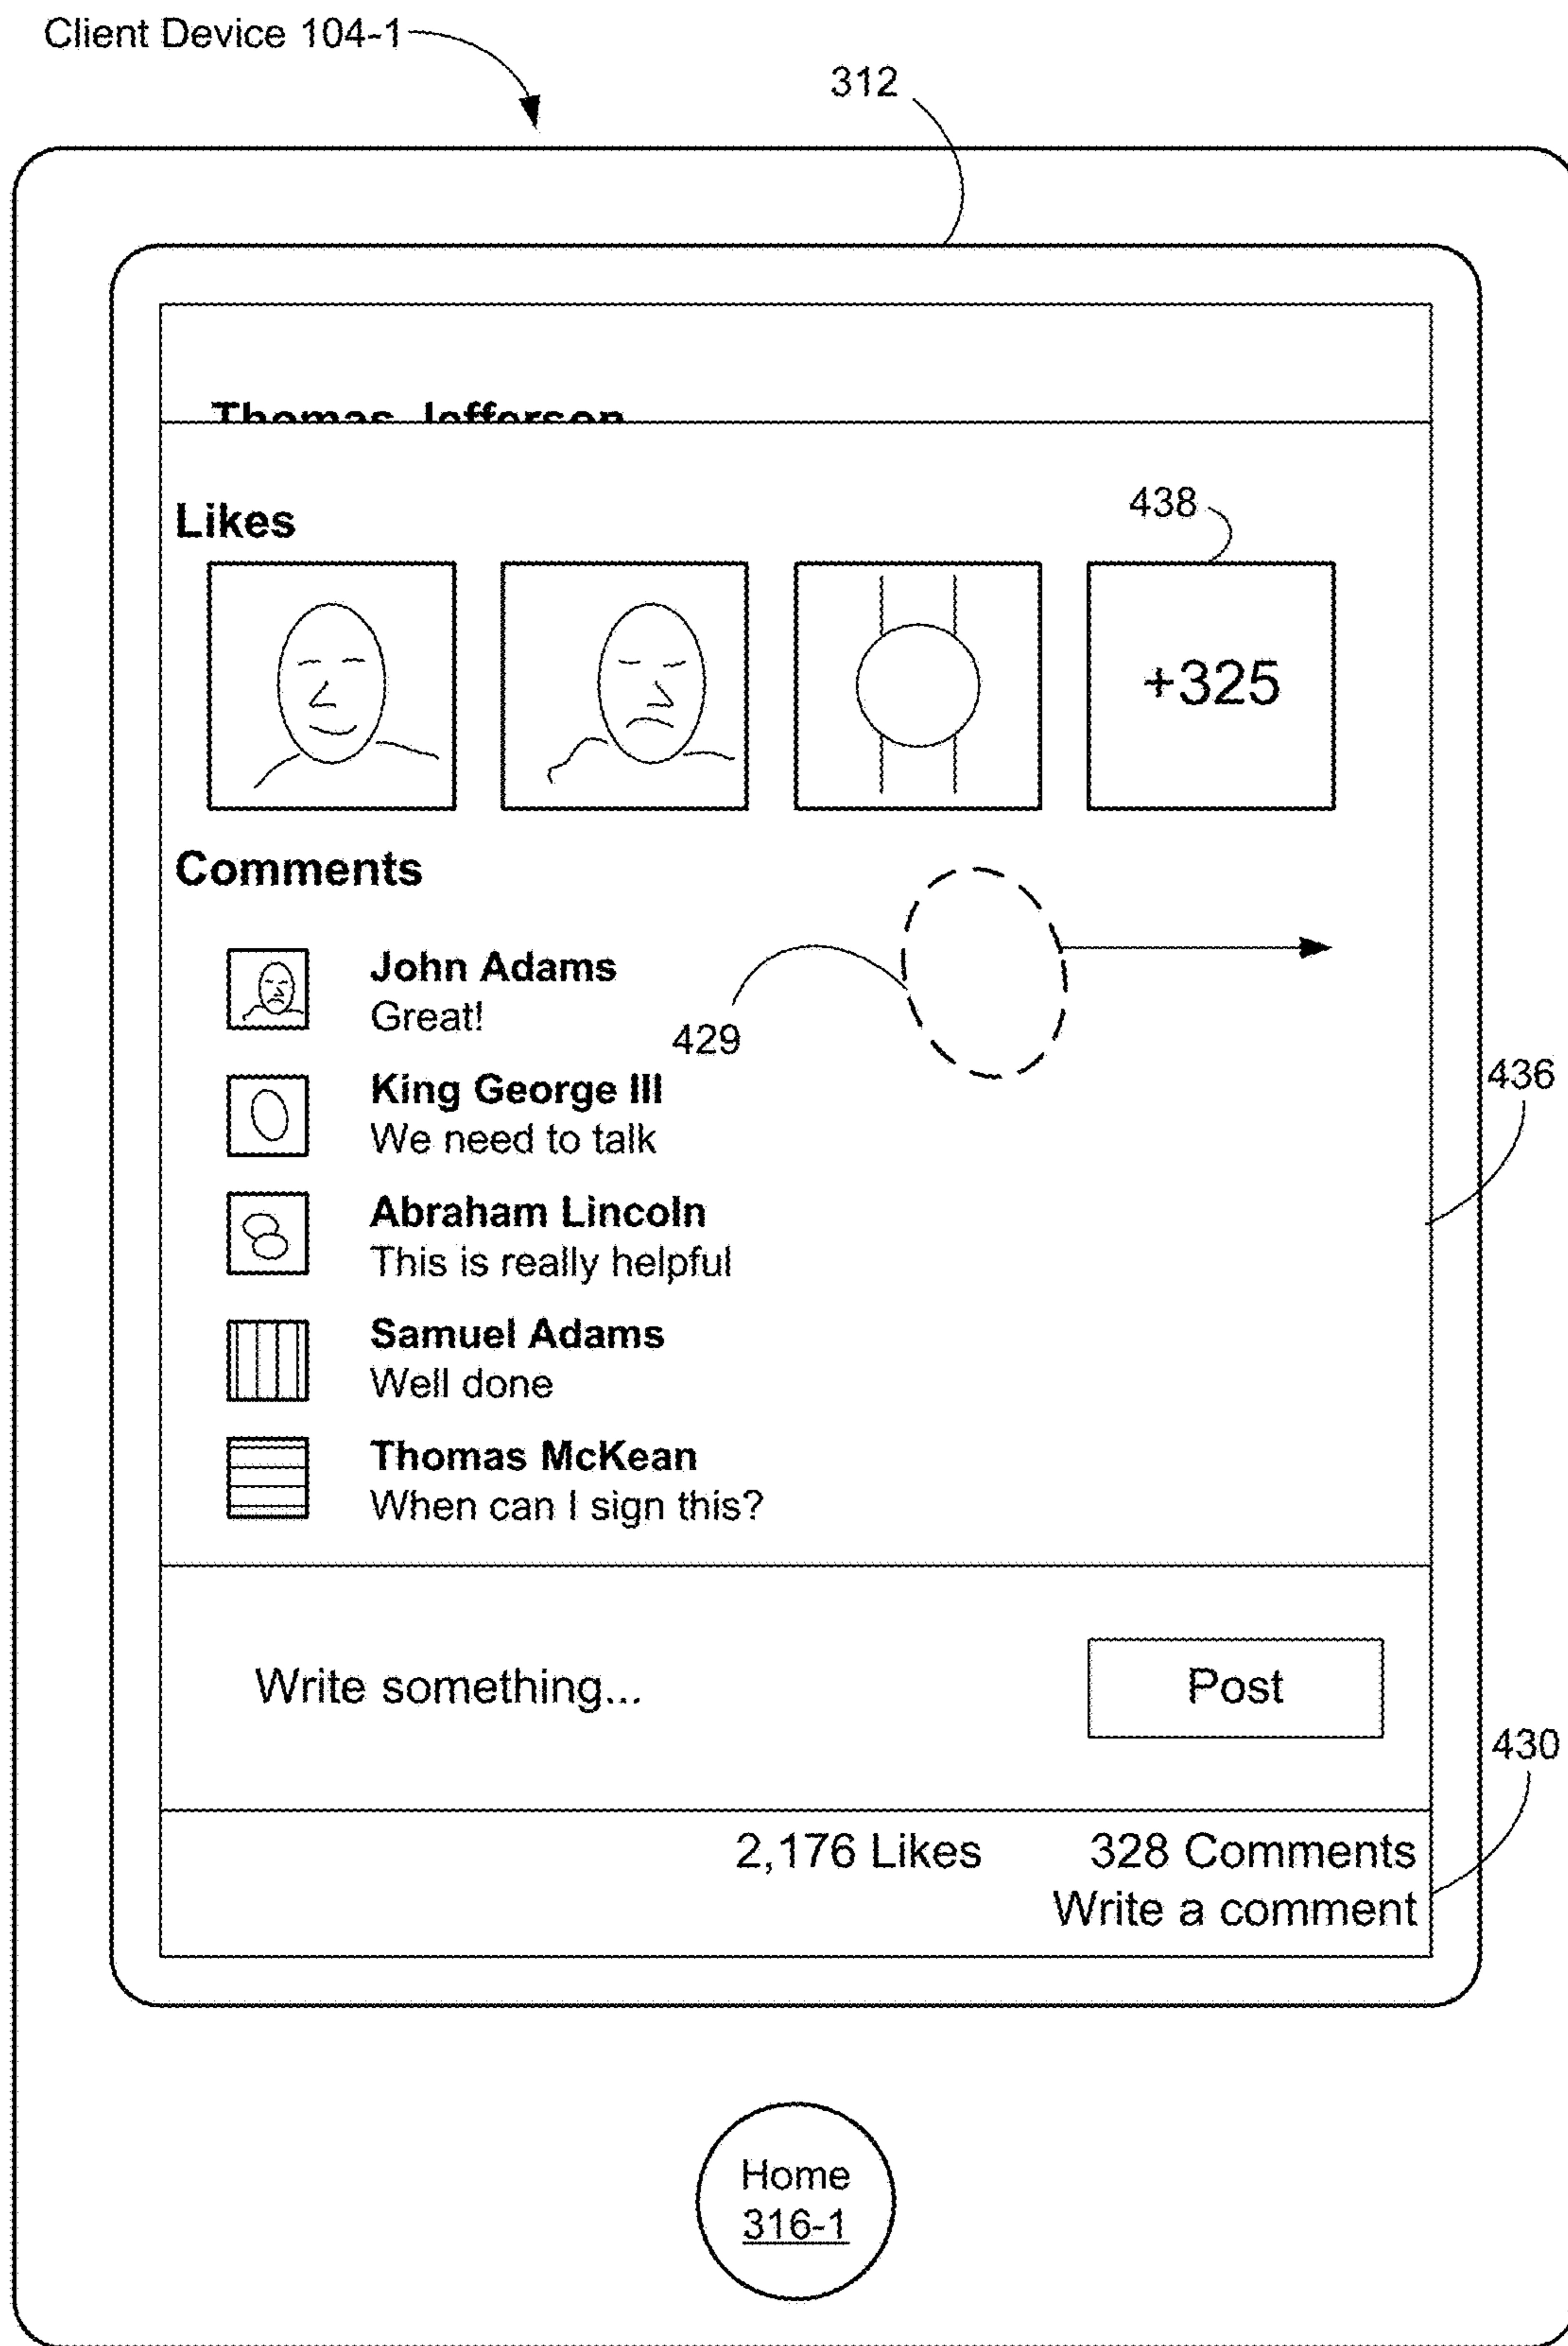 Client Device 104-1
312
Thomas Jefferson
Likes
438
+325
Comments
John Adams
Great!
429
King George III
We need to talk
436
Abraham Lincoln
This is really helpful
Samuel Adams
Well done
Thomas McKean
When can I sign this?
Write something...
Post
430
2,176 Likes
328 Comments
Write a comment
Home
316-1